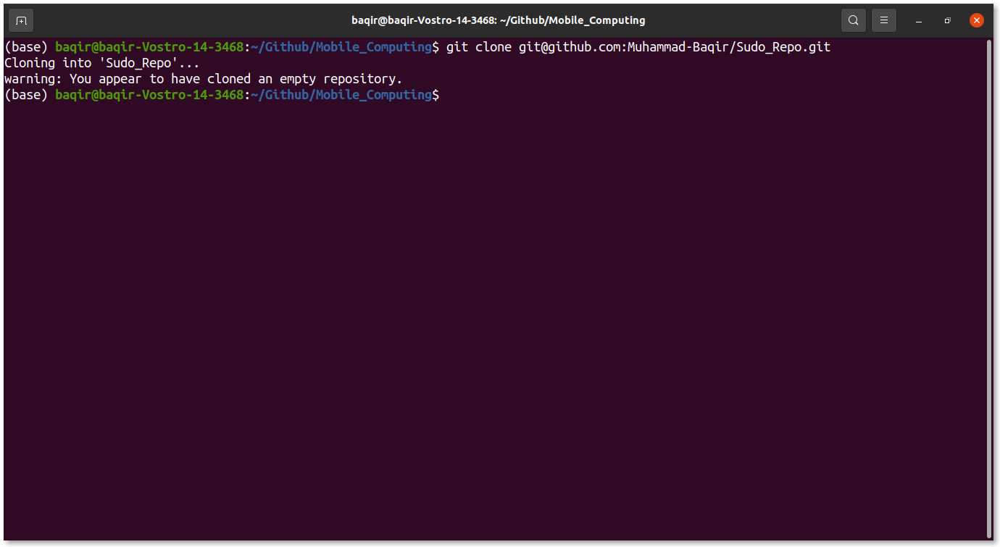 baqir@baqir-Vostro-14-3468: ~/Github/Mobile_Computing
(base) baqir@baqir-Vostro-14-3468:~/Github/Mobile_Computing$ git clone git@github.com:Muhammad-Baqir/Sudo_Repo.git
Cloning into 'Sudo_Repo'...
warning: You appear to have cloned an empty repository.
(base) baqir@baqir-Vostro-14-3468:~/Github/Mobile_Computing$